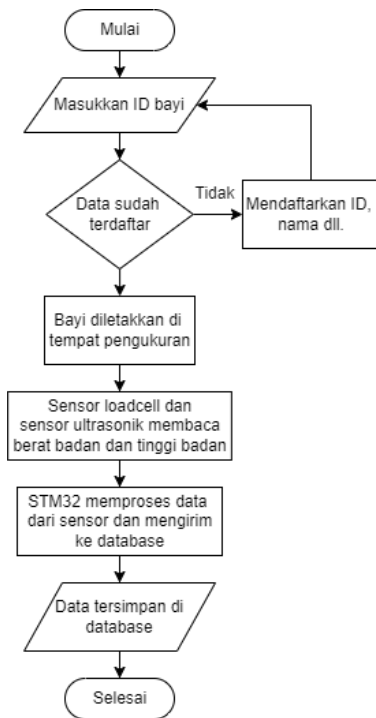 Mulai
Masukkan ID bayi
Data sudah
terdaftar
Tidak
Mendaftarkan ID,
nama dll.
Bayi diletakkan di
tempat pengukuran
Sensor loadcell dan
sensor ultrasonik membaca
berat badan dan tinggi badan
STM32 memproses data
dari sensor dan mengirim
ke database
Data tersimpan di
database
Selesai